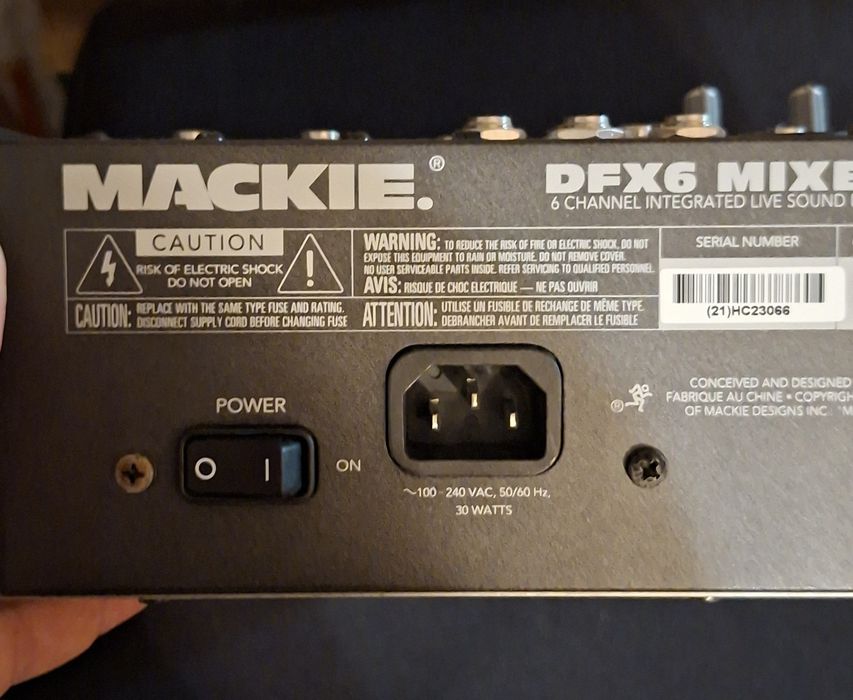 MACKIE.®
DFX6 MIXE
6 CHANNEL INTEGRATED LIVE SOUND
CAUTION
RISK OF ELECTRIC SHOCK
DO NOT OPEN
CAUTION: REPLACE WITH THE SAME TYPE FUSE AND RATING.
DISCONNECT SUPPLY CORD BEFORE CHANGING FUSE
WARNING: TO REDUCE THE RISK OF FIRE OR ELECTRIC SHOCK, DO NOT
EXPOSE THIS EQUIPMENT TO RAIN OR MOISTURE. DO NOT REMOVE COVER.
NO USER SERVICEABLE PARTS INSIDE. REFER SERVICING TO QUALIFIED PERSONNEL.
AVIS: RISQUE DE CHOC ELECTRIQUE — NE PAS OUVRIR
ATTENTION: UTILISE UN FUSIBLE DE RECHANGE DE MÊME TYPE.
DEBRANCHER AVANT DE REMPLACER LE FUSIBLE
SERIAL NUMBER
(21)HC23066
POWER
O I
ON
~100-240 VAC, 50/60 Hz,
30 WATTS
®
CONCEIVED AND DESIGNED
FABRIQUE AU CHINE • COPYRIGH
OF MACKIE DESIGNS INC.